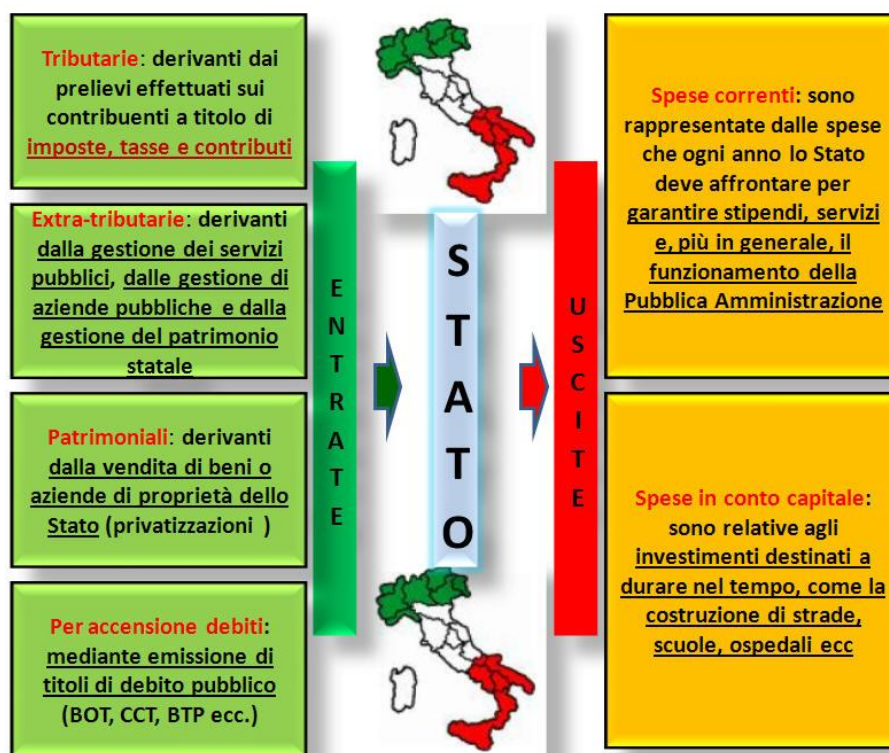 Tributarie: derivanti dai
prelievi effettuati sui
contribuenti a titolo di
imposte, tasse e contributi
Extra-tributarie: derivanti
dalla gestione dei servizi
pubblici, dalle gestione di
aziende pubbliche e dalla
gestione del patrimonio
statale
Patrimoniali: derivanti
dalla vendita di beni o
aziende di proprietà dello
Stato (privatizzazioni )
Per accensione debiti:
mediante emissione di
titoli di debito pubblico
(BOT, CCT, BTP ecc.)
ENTRATE
STATO
USCITE
Spese correnti: sono
rappresentate dalle spese
che ogni anno lo Stato
deve affrontare per
garantire stipendi, servizi
e, più in generale, il
funzionamento della
Pubblica Amministrazione
Spese in conto capitale:
sono relative agli
investimenti destinati a
durare nel tempo, come la
costruzione di strade,
scuole, ospedali ecc